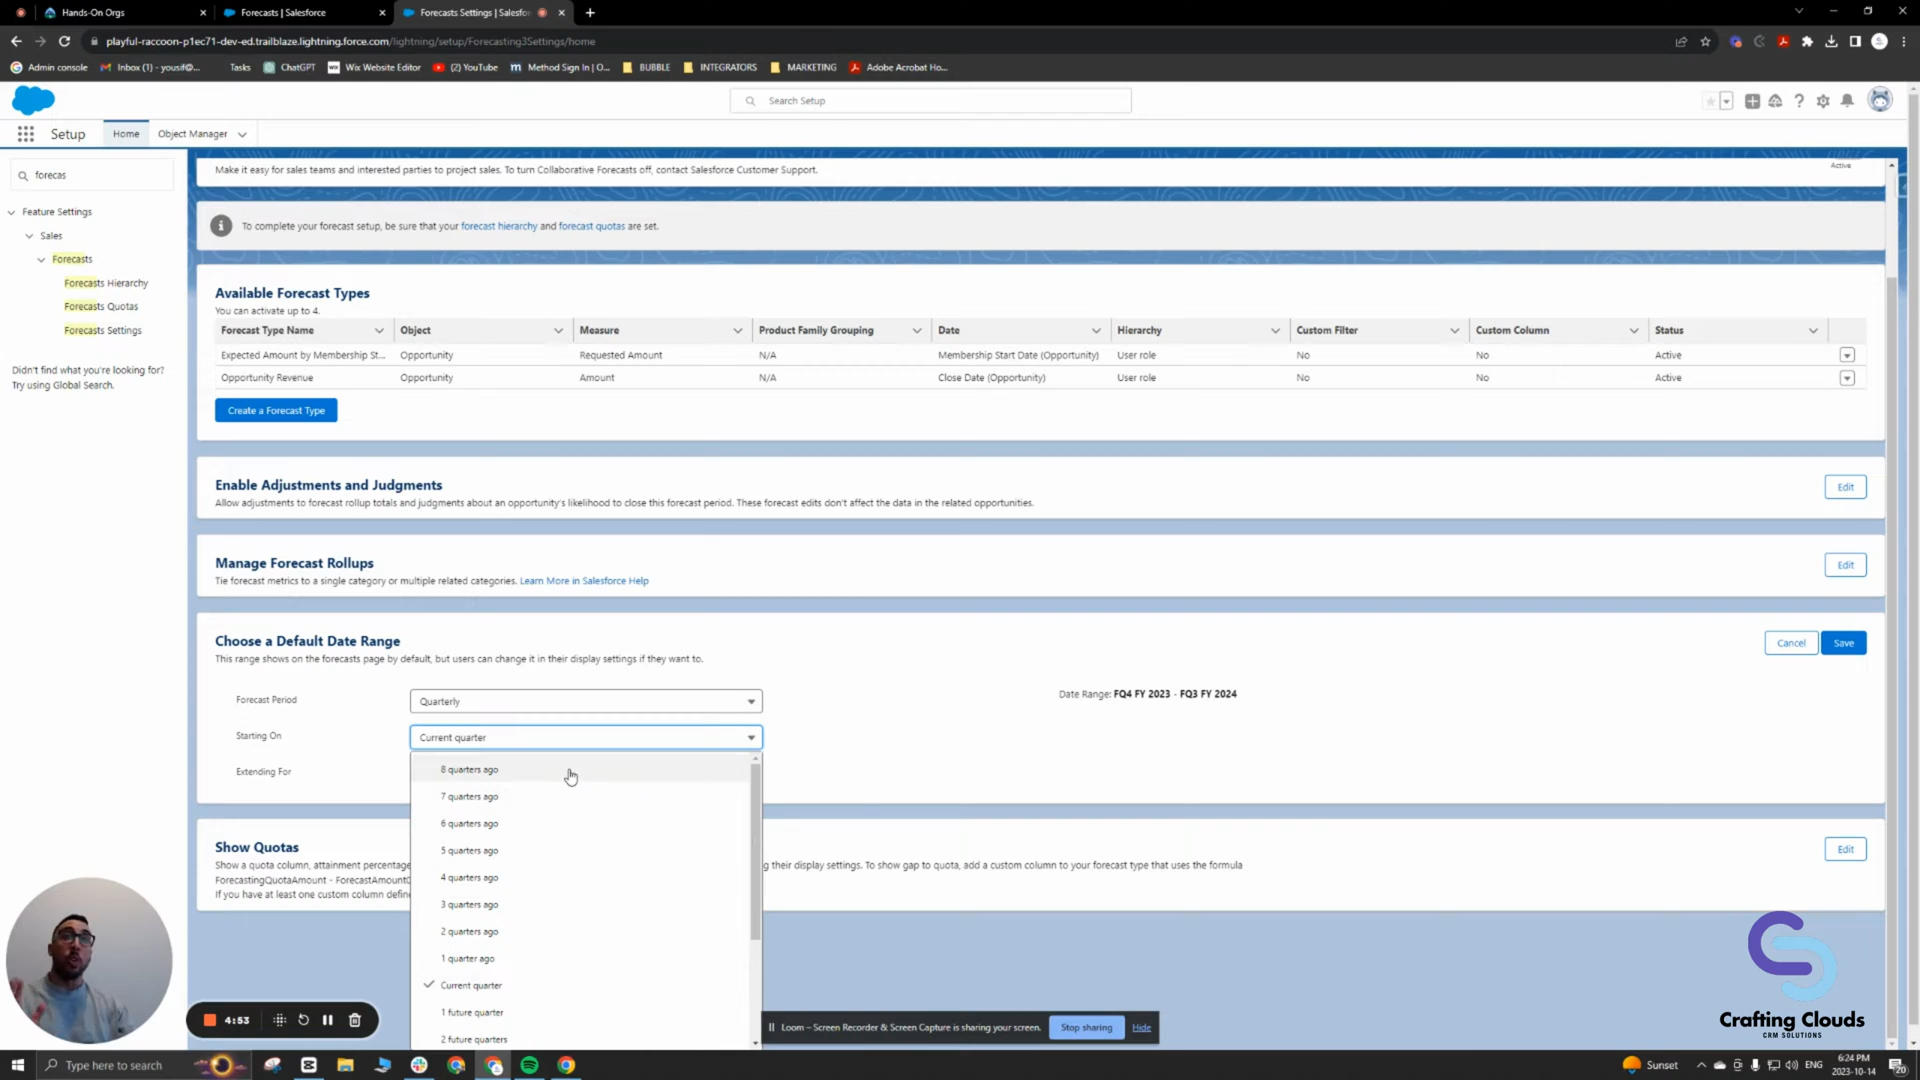 Hands-On Orgs
Forecasts | Salesforce
Forecasts Settings | Salesfo
playful-raccoon-p1ec71-dev-ed.trailblaze.lightning.force.com/lightning/setup/Forecasting3Settings/home
Admin console
Inbox (1) - yousif@...
Tasks
ChatGPT
Wix Website Editor
(2) YouTube
Method Sign In | O...
BUBBLE
INTEGRATORS
MARKETING
Adobe Acrobat Ho...
Search Setup
Setup
Home
Object Manager
forecas
Feature Settings
Sales
Forecasts
Forecasts Hierarchy
Forecasts Quotas
Forecasts Settings
Didn't find what you're looking for?
Try using Global Search.
Active
Make it easy for sales teams and interested parties to project sales. To turn Collaborative Forecasts off, contact Salesforce Customer Support.
To complete your forecast setup, be sure that your forecast hierarchy and forecast quotas are set.
Available Forecast Types
You can activate up to 4.
Forecast Type Name Object Measure Product Family Grouping Date Hierarchy Custom Filter Custom Column Status
Expected Amount by Membership St... Opportunity Requested Amount N/A Membership Start Date (Opportunity) User role No No Active
Opportunity Revenue Opportunity Amount N/A Close Date (Opportunity) User role No No Active
Create a Forecast Type
Enable Adjustments and Judgments
Edit
Allow adjustments to forecast rollup totals and judgments about an opportunity's likelihood to close this forecast period. These forecast edits don't affect the data in the related opportunities.
Manage Forecast Rollups
Edit
Tie forecast metrics to a single category or multiple related categories. Learn More in Salesforce Help
Choose a Default Date Range
Cancel
Save
This range shows on the forecasts page by default, but users can change it in their display settings if they want to.
Forecast Period
Quarterly
Date Range: FQ4 FY 2023 - FQ3 FY 2024
Starting On
Current quarter
Extending For
8 quarters ago
7 quarters ago
6 quarters ago
5 quarters ago
4 quarters ago
3 quarters ago
2 quarters ago
1 quarter ago
Current quarter
1 future quarter
2 future quarters
Show Quotas
Edit
Show a quota column, attainment percentage
g their display settings. To show gap to quota, add a custom column to your forecast type that uses the formula
ForecastingQuotaAmount - ForecastAmount
If you have at least one custom column define
4:53
Loom – Screen Recorder & Screen Capture is sharing your screen.
Stop sharing
Hide
Crafting Clouds
CRM SOLUTIONS
Type here to search
Sunset
ENG
6:24 PM
2023-10-14
20